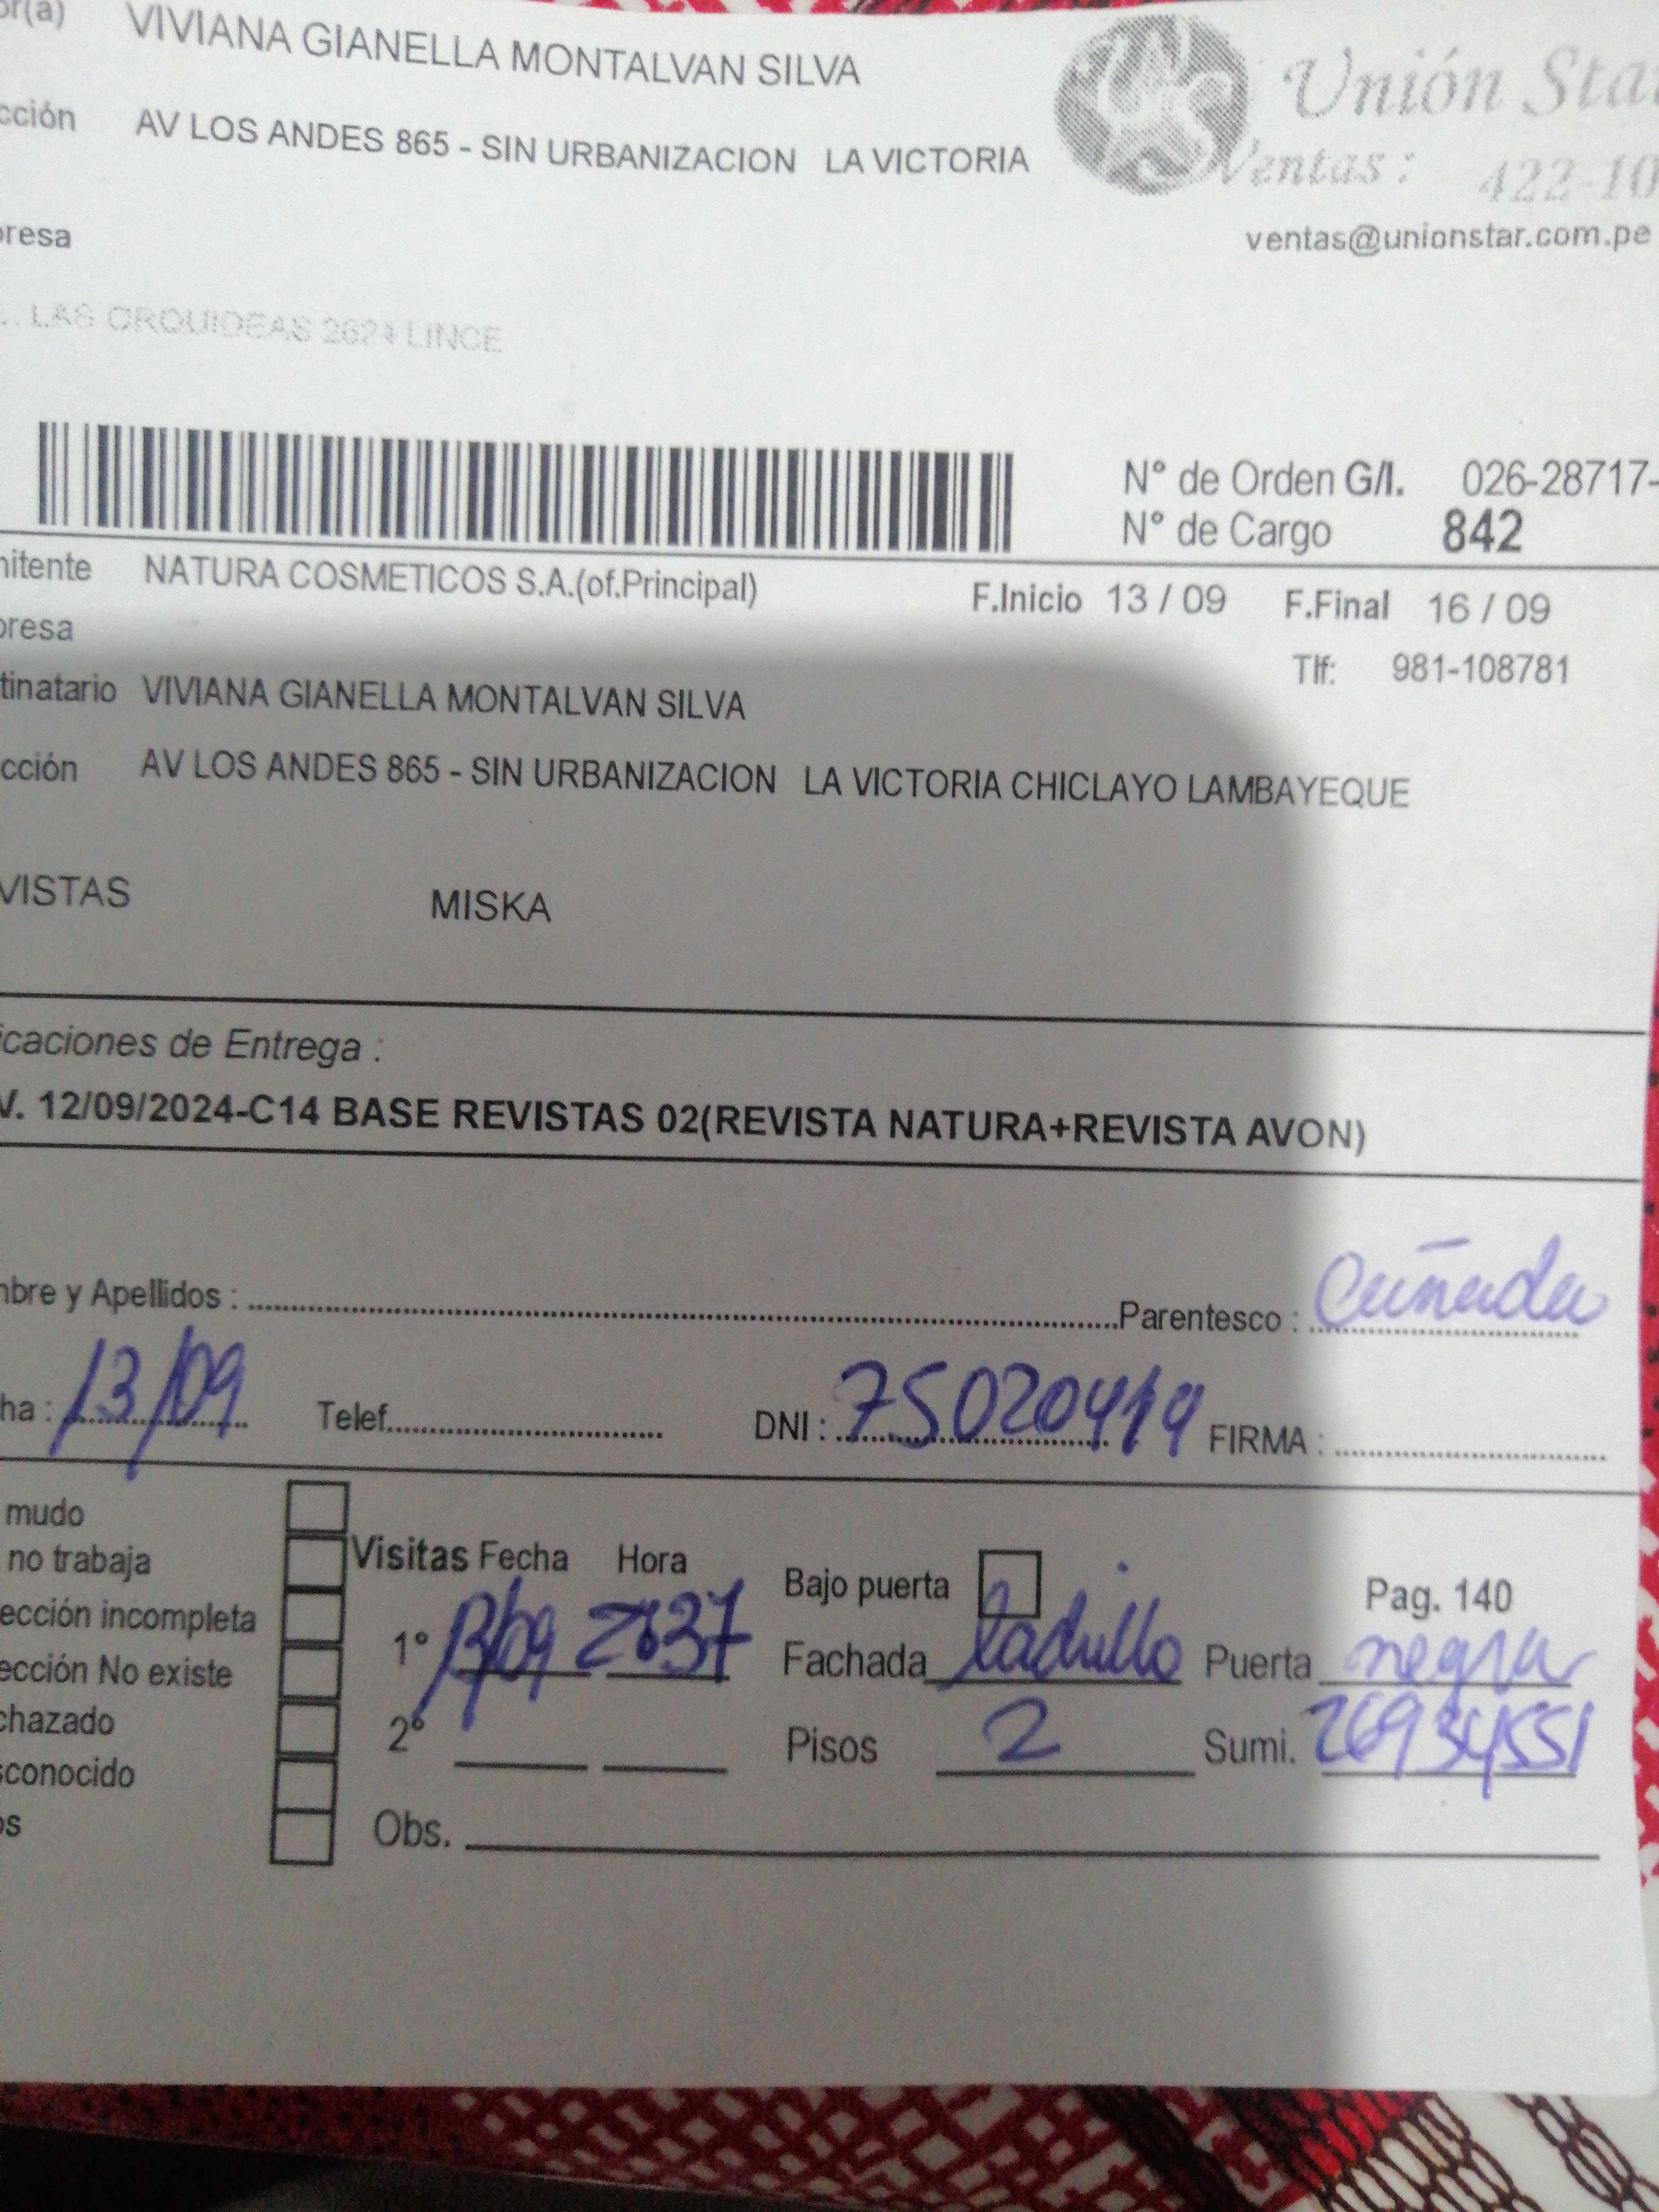 or(a) VIVIANA GIANELLA MONTALVAN SILVA
cción AV LOS ANDES 865 - SIN URBANIZACION LA VICTORIA
Unión Star
Ventas : 422-10
ventas@unionstar.com.pe
presa
LAS ORQUIDEAS 2624 LINCE
N° de Orden G/I. 026-28717-
N° de Cargo 842
mitente NATURA COSMETICOS S.A.(of.Principal) F.Inicio 13 / 09 F.Final 16 / 09
presa
Tlf: 981-108781
tinatario VIVIANA GIANELLA MONTALVAN SILVA
cción AV LOS ANDES 865 - SIN URBANIZACION LA VICTORIA CHICLAYO LAMBAYEQUE
VISTAS MISKA
icaciones de Entrega :
V. 12/09/2024-C14 BASE REVISTAS 02(REVISTA NATURA+REVISTA AVON)
mbre y Apellidos : Parentesco : Cuñada
ha : 13/09 Telef. DNI : 75020419 FIRMA :
mudo
no trabaja
Visitas Fecha Hora Bajo puerta Pag. 140
ección incompleta
1° 13/09 Fachada ladrillo Puerta negra
ección No existe
chazado
2° Pisos 2 Sumi. 26934551
sconocido
os
Obs.